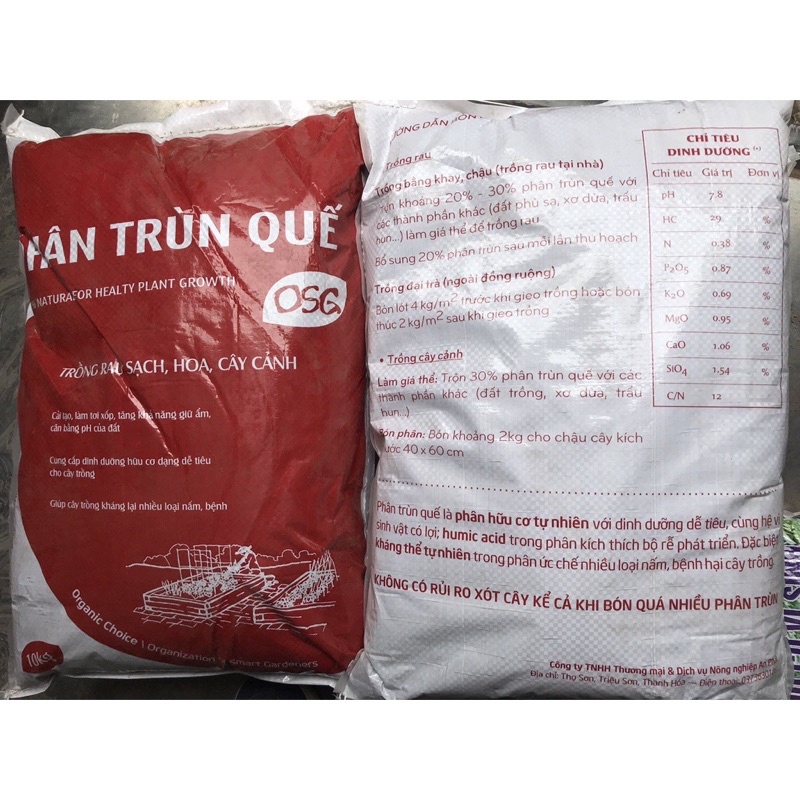 HÂN TRÙN QUẾ
NATURAFOR HEALTY PLANT GROWTH
OSG
TRỒNG RAU SẠCH, HOA, CÂY CẢNH
Cải tạo, làm tơi xốp, tăng khả năng giữ ẩm,
cân bằng pH của đất
Cung cấp dinh dưỡng hữu cơ dạng dễ tiêu
cho cây trồng
Giúp cây trồng kháng lại nhiều loại nấm, bệnh
Organic Choice | Organization Smart Gardeners
10kg
ƯỚNG DẪN BÓN
Trồng rau
Trồng bằng khay, chậu (trồng rau tại nhà)
Trộn khoảng 20% - 30% phân trùn quế với
các thành phần khác (đất phù sa, xơ dừa, trấu
hun...) làm giá thể để trồng rau
Bổ sung 20% phân trùn sau mỗi lần thu hoạch
Trồng đại trà (ngoài đồng ruộng)
Bón lót 4 kg/m² trước khi gieo trồng hoặc bón
thúc 2 kg/m² sau khi gieo trồng
• Trồng cây cảnh
Làm giá thể: Trộn 30% phân trùn quế với các
thành phần khác (đất trồng, xơ dừa, trấu
hun...)
Bón phân: Bón khoảng 2kg cho chậu cây kích
ước 40 x 60 cm
CHỈ TIÊU
DINH DƯỠNG
Chỉ tiêu Giá trị Đơn vị
pH 7.8
HC 29 %
N 0.38 %
P₂O₅ 0.87 %
K₂O 0.69 %
MgO 0.95 %
CaO 1.06 %
SiO₄ 1.54 %
C/N 12
Phân trùn quế là phân hữu cơ tự nhiên với dinh dưỡng dễ tiêu, cùng hệ v
sinh vật có lợi; humic acid trong phân kích thích bộ rễ phát triển. Đặc biệt
kháng thể tự nhiên trong phân ức chế nhiều loại nấm, bệnh hại cây trồng.
KHÔNG CÓ RỦI RO XÓT CÂY KỂ CẢ KHI BÓN QUÁ NHIỀU PHÂN TRÙN
Công ty TNHH Thương mại & Dịch vụ Nông nghiệp An
Địa chỉ: Thọ Sơn, Triệu Sơn, Thanh Hóa — Điện thoại: